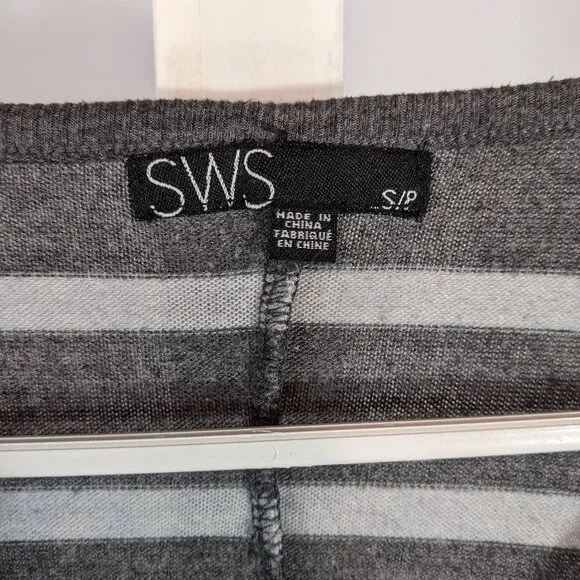 SWS
S/P
MADE IN
CHINA
FABRIQUÉ
EN CHINE